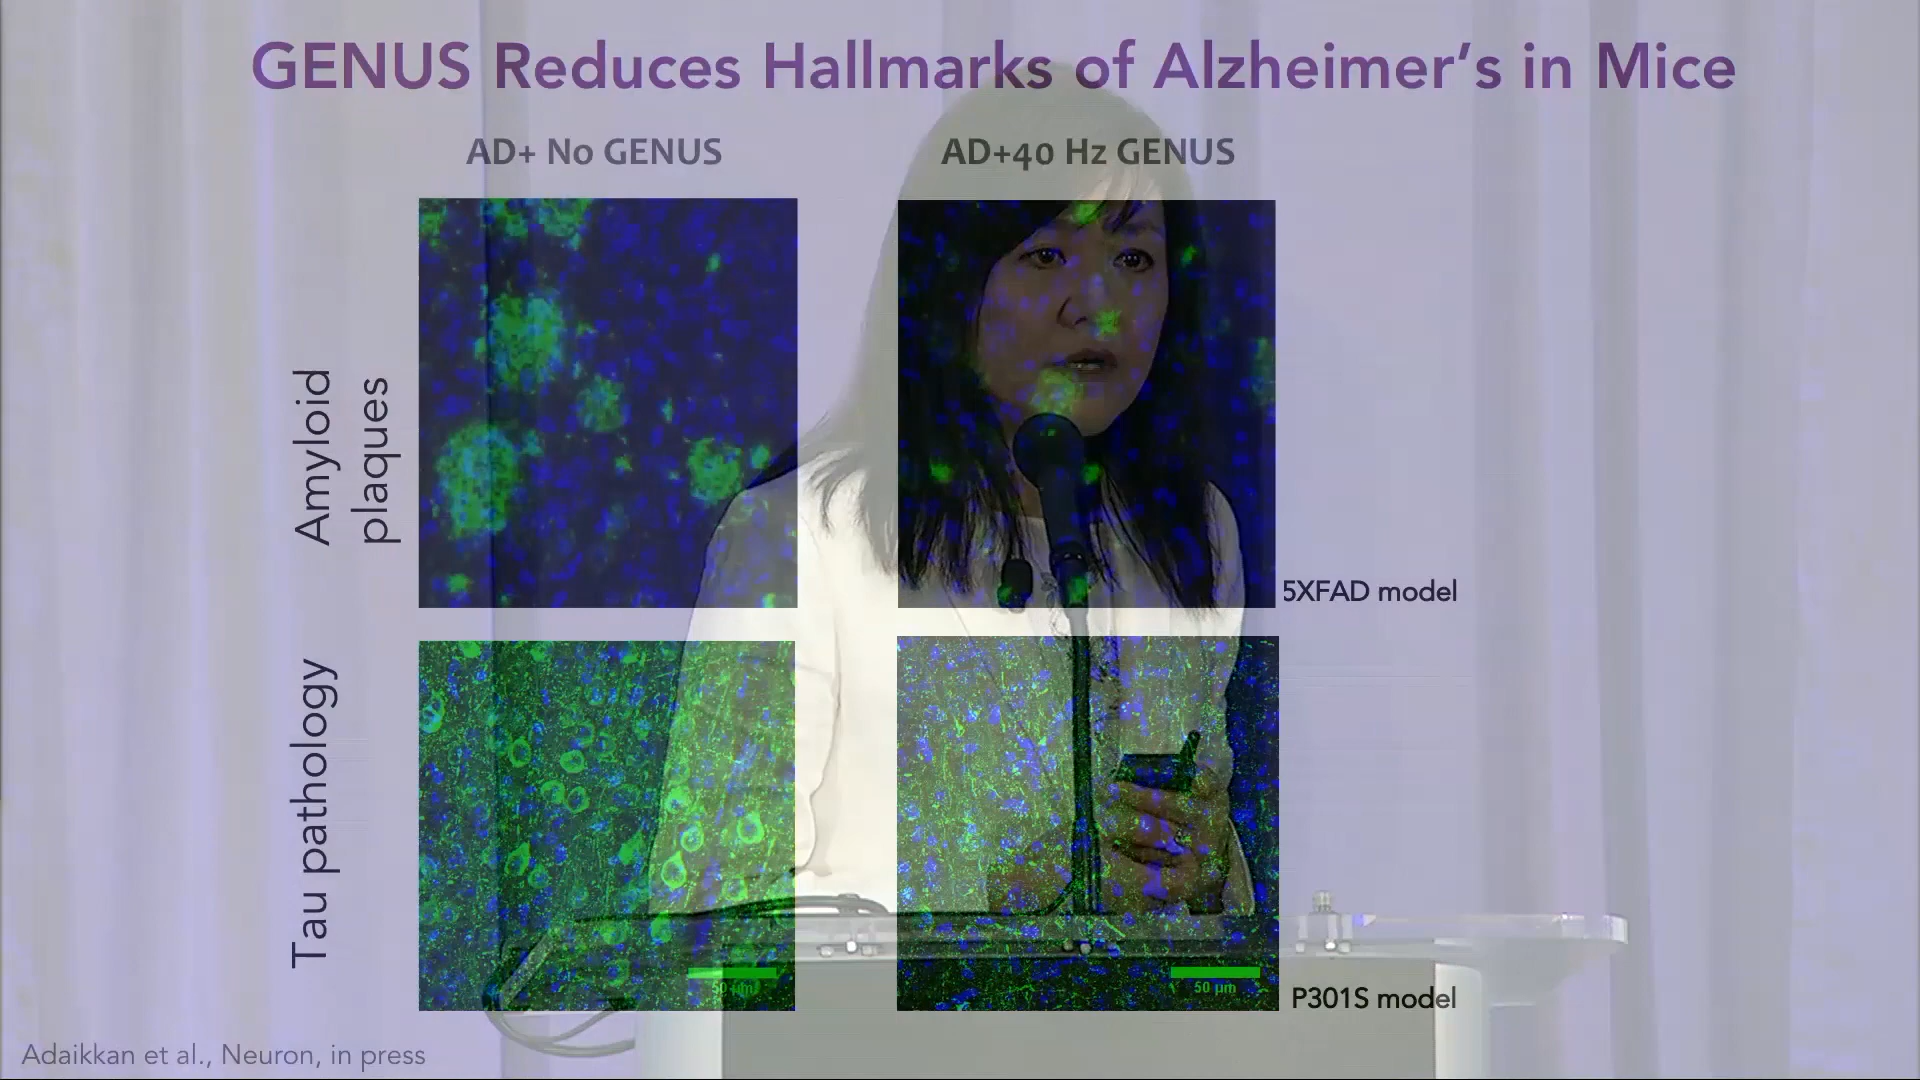 GENUS Reduces Hallmarks of Alzheimer’s in Mice
AD+ No GENUS
AD+40 Hz GENUS
Amyloid
plaques
5XFAD model
Tau pathology
50 µm
50 µm
P301S model
Adaikkan et al., Neuron, in press